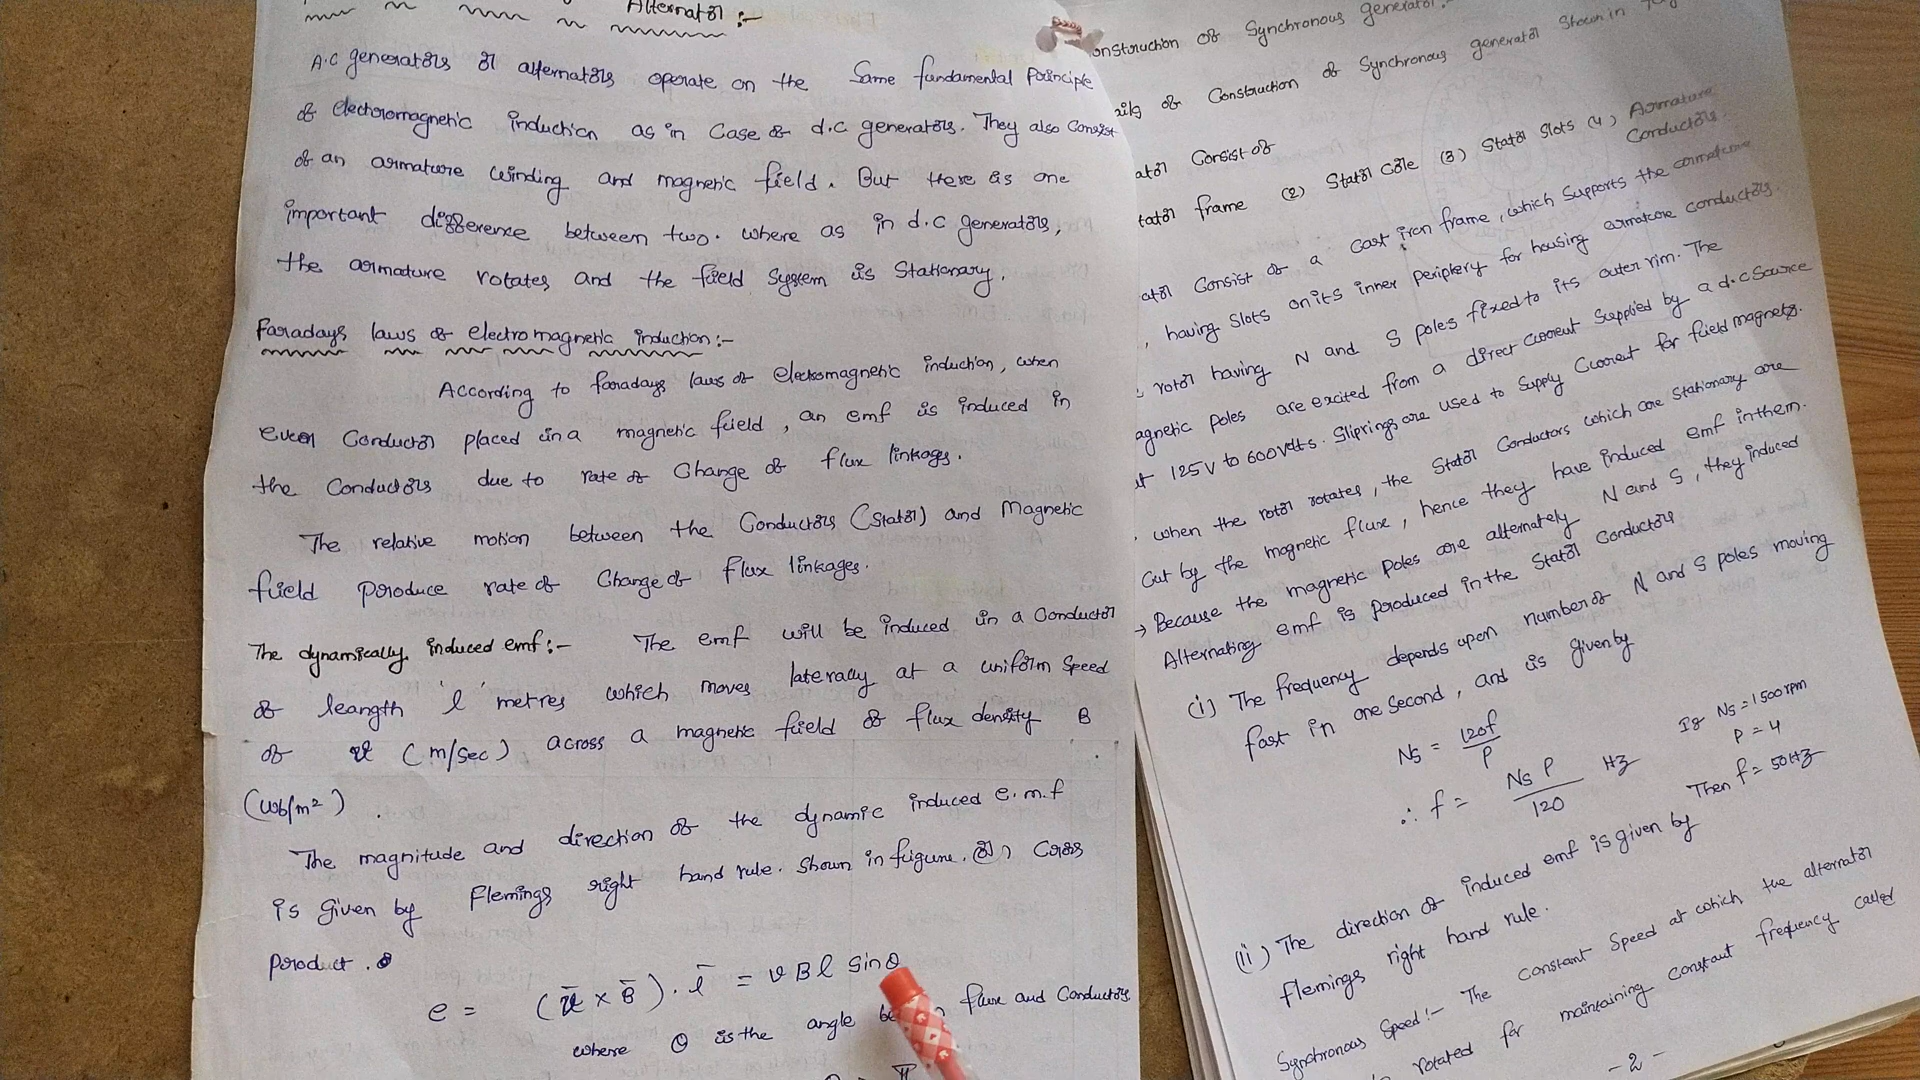 Alternator :-
A.C generators or alternators operate on the Same fundamental Principle
of electromagnetic induction as in Case of d.c generators. They also Consist
of an armature winding and magnetic field. But there is one
important difference between two. where as in d.c generators,
the armature rotates and the field System is Stationary.
Faradays laws of electromagnetic induction:-
According to faradays laws of electromagnetic induction, when
ever Conductor placed in a magnetic field, an emf is induced in
the Conductors due to rate of Change of flux linkages.
The relative motion between the Conductors (Stator) and Magnetic
field Produce rate of Change of flux linkages.
The dynamically induced emf:- The emf will be induced in a Conductor
of leangth 'l' metres which moves laterally at a uniform Speed
of v (m/sec) across a magnetic field of flux density B
(wb/m²).
The magnitude and direction of the dynamic induced e.m.f
is given by Flemings right hand rule. Shown in figure. (or) Cross
Product.
e = (v̄ × B̄). l̄ = v B l Sinθ
where θ is the angle flux and Conductors.
π
onstruction of Synchronous generator:-
ails of Construction of Synchronous generator Shown in
ator Consist of
tator frame (2) Stator Core (3) Stator Slots (4) Armature
Conductors.
ator Consist of a cast iron frame, which Supports the armature
, having Slots on its inner Periplery for housing armature conductors.
rotor having N and S poles fixed to its outer rim. The
agnetic Poles are excited from a direct current Supplied by a d.c Source
at 125V to 600volts. Sliprings are used to Supply Current for field magnets.
, when the rotor rotates, the Stator Conductors which are Stationary are
Cut by the magnetic flux, hence they have induced emf in them.
→ Because the magnetic Poles are alternately N and S, they induced
Alternating emf is Produced in the Stator Conductors
(i) The frequency depends upon number of N and S poles moving
fast in one Second, and is given by
Ns = 120f/P If Ns = 1500rpm
P = 4
∴ f = Ns P/120 Hz Then f = 50Hz
(ii) The direction of induced emf is given by
flemings right hand rule.
Synchronous Speed:- The Constant Speed at which the alternator
rotated for maintaining constant frequency called
-2-